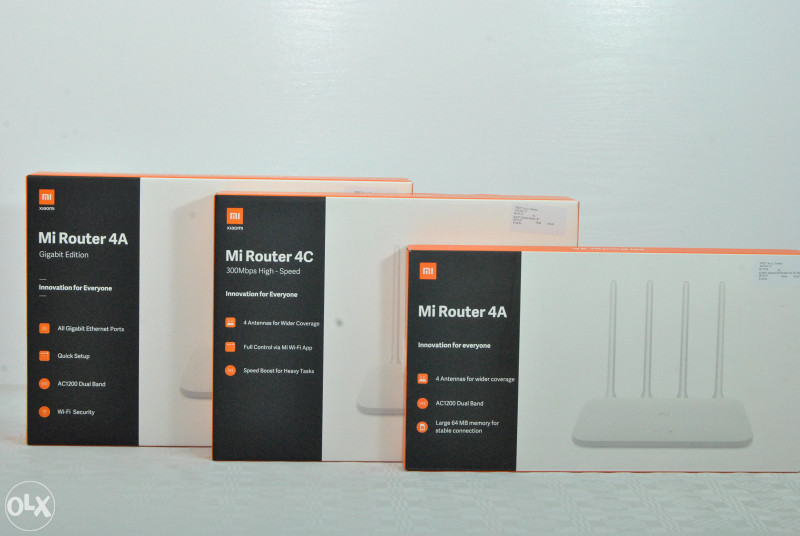 mi
xiaomi
Mi Router 4A
Gigabit Edition
Innovation for Everyone
All Gigabit Ethernet Ports
Quick Setup
AC1200 Dual Band
Wi-Fi Security
mi
xiaomi
Mi Router 4C
300Mbps High - Speed
Innovation for Everyone
4 Antennas for Wider Coverage
Full Control via Mi Wi-Fi App
Speed Boost for Heavy Tasks
mi
Mi Router 4A
Innovation for everyone
4 Antennas for wider coverage
AC1200 Dual Band
Large 64 MB memory for
stable connection
OLX